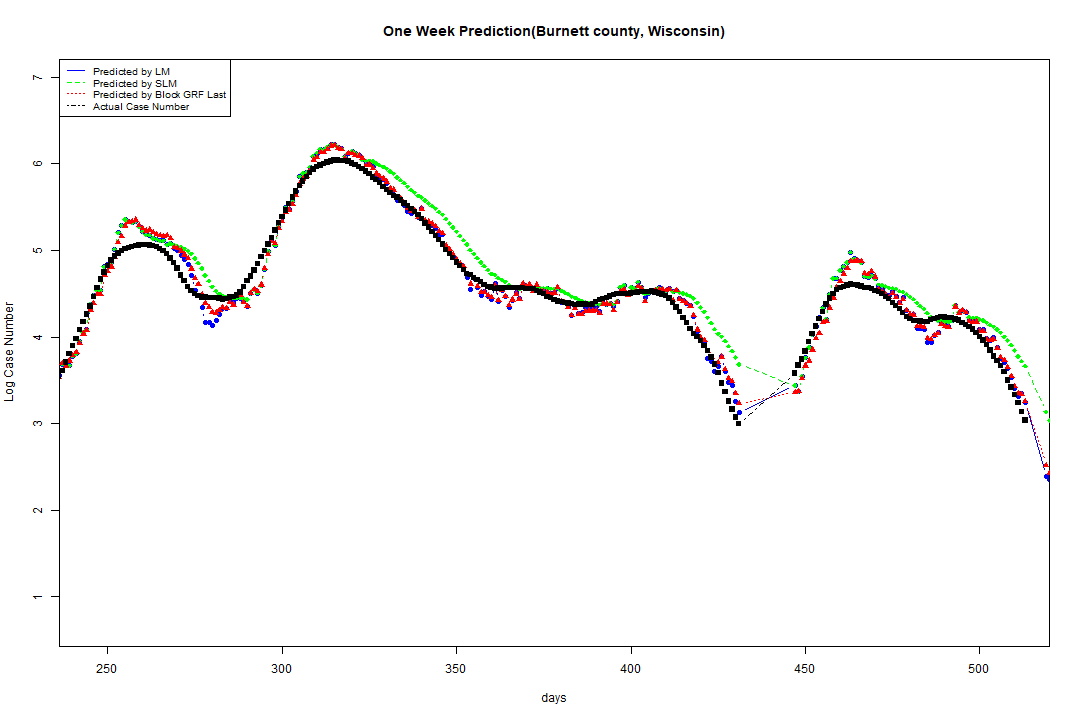 One Week Prediction(Burnett county, Wisconsin)
Predicted by LM
Predicted by SLM
Predicted by Block GRF Last
Actual Case Number
7
6
5
4
3
2
1
Log Case Number
250 300 350 400 450 500
days